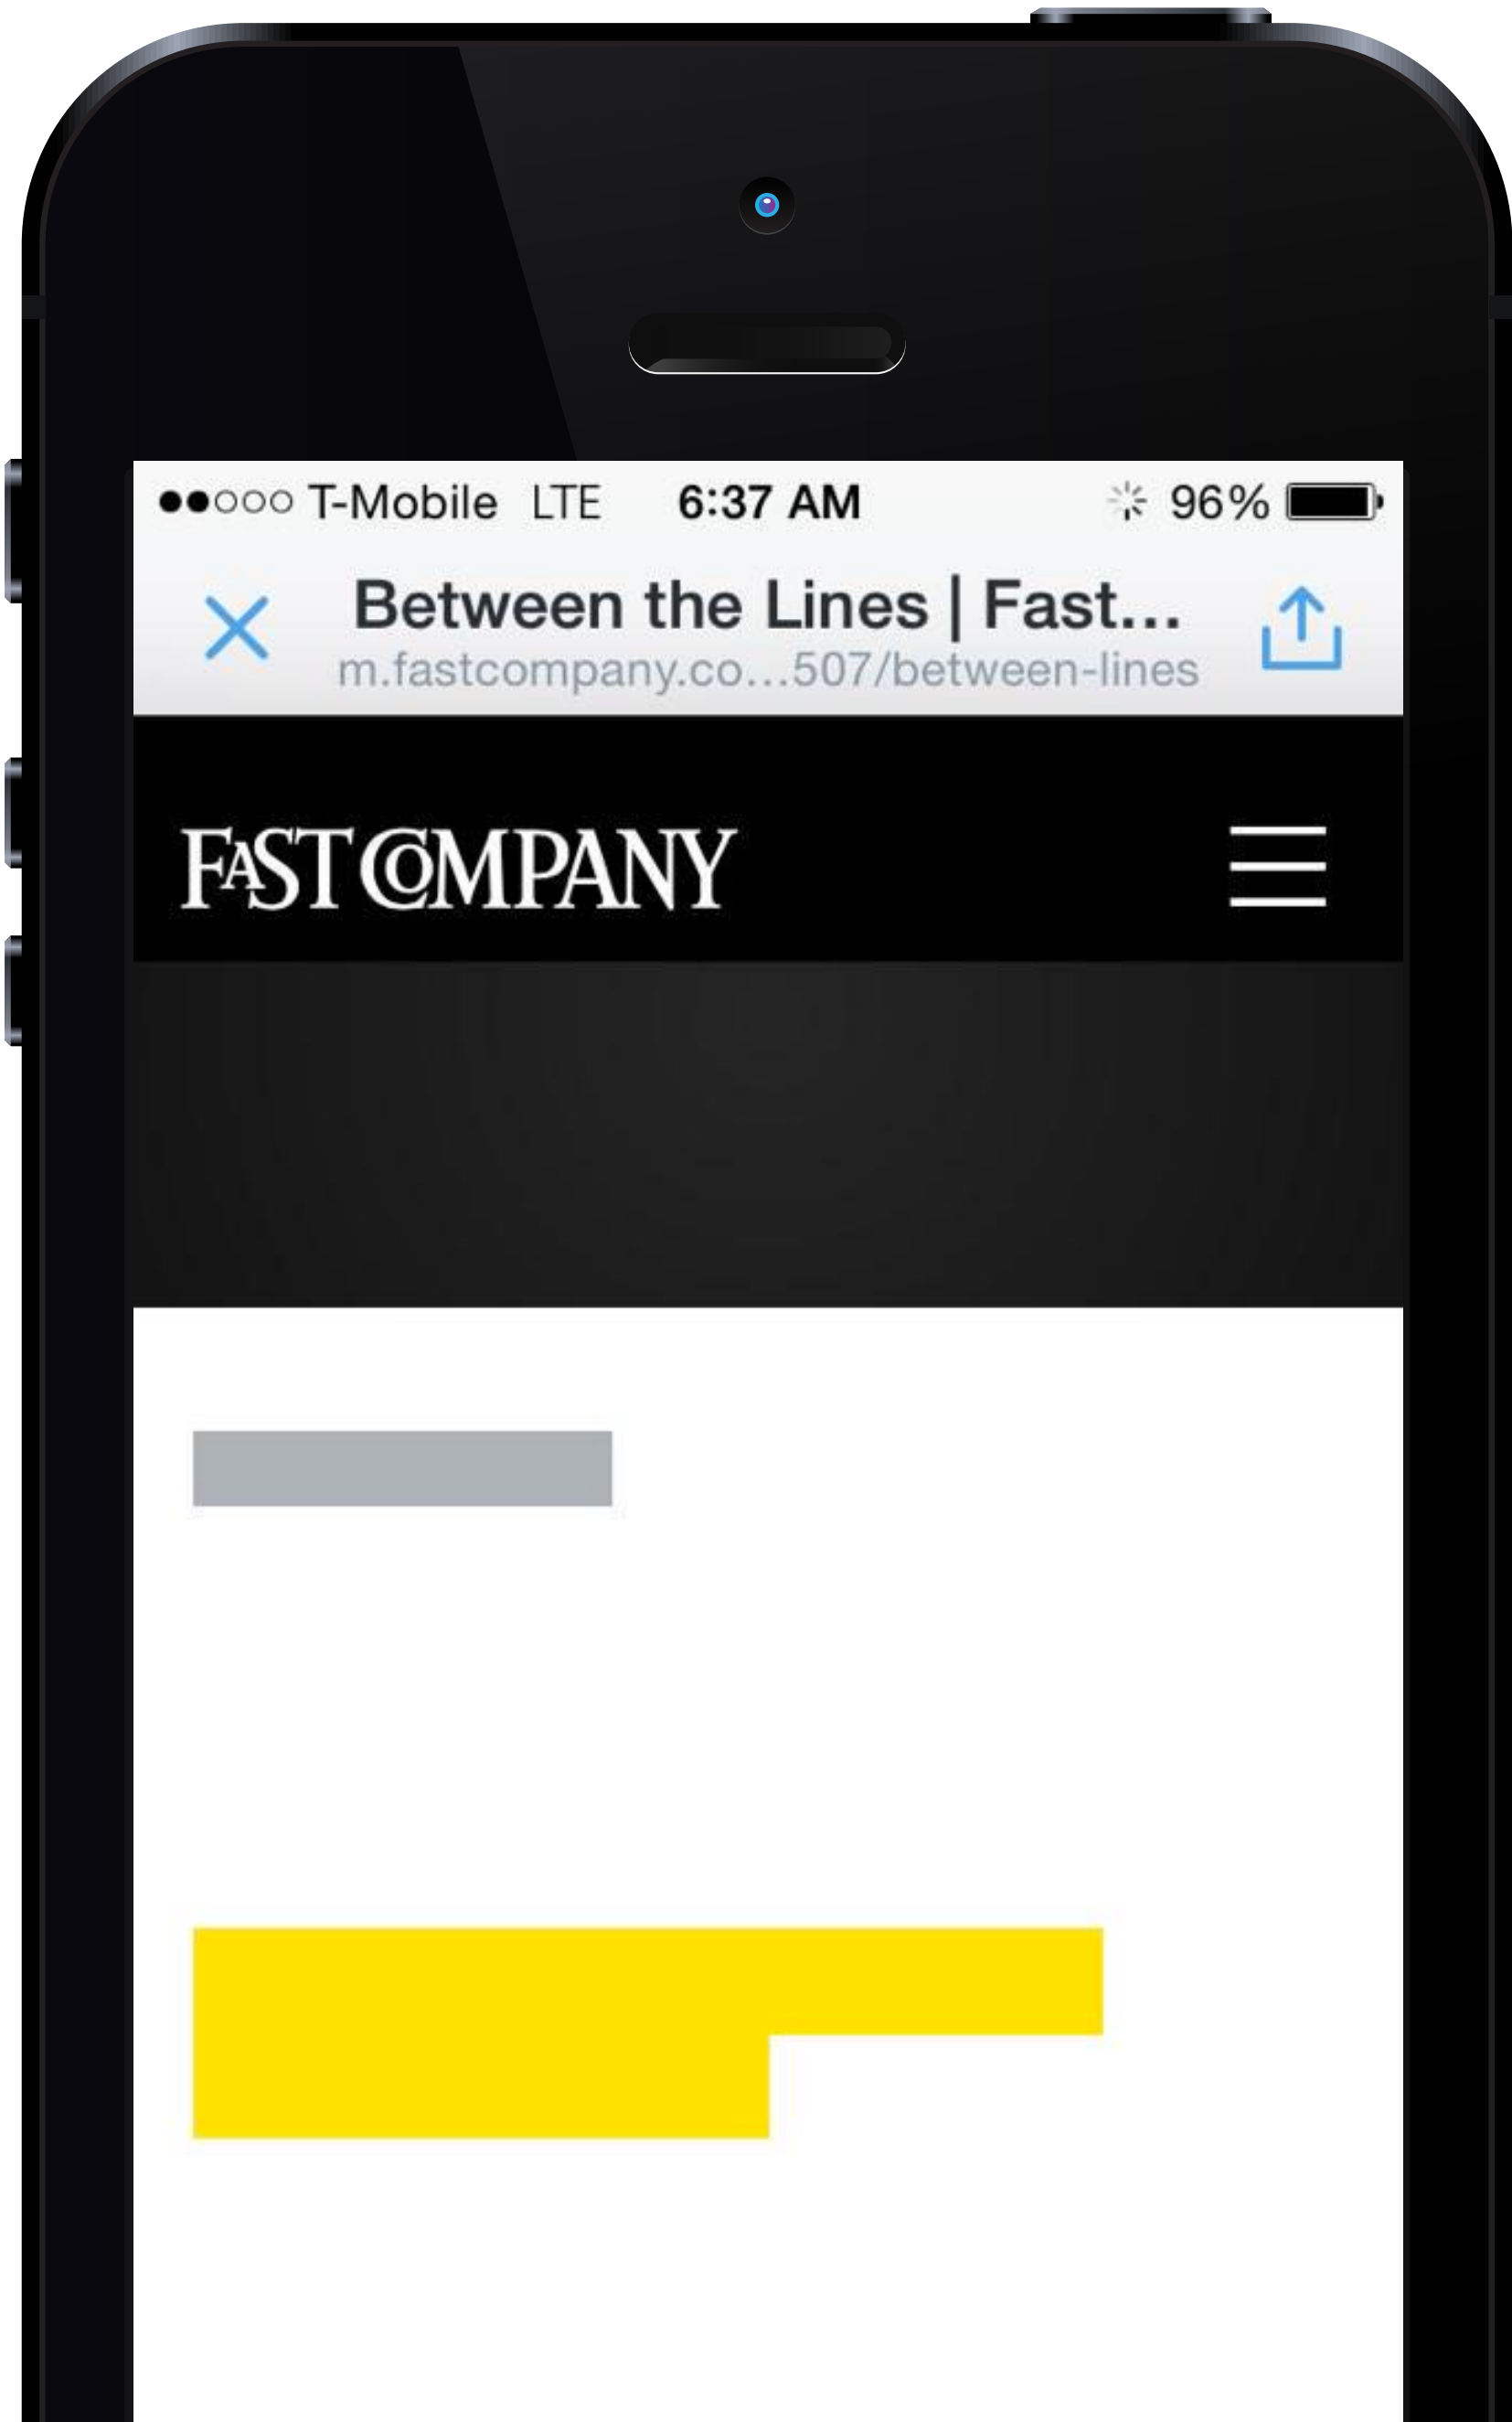 T-Mobile LTE 6:37 AM 96%
Between the Lines | Fast...
m.fastcompany.co...507/between-lines
FAST COMPANY